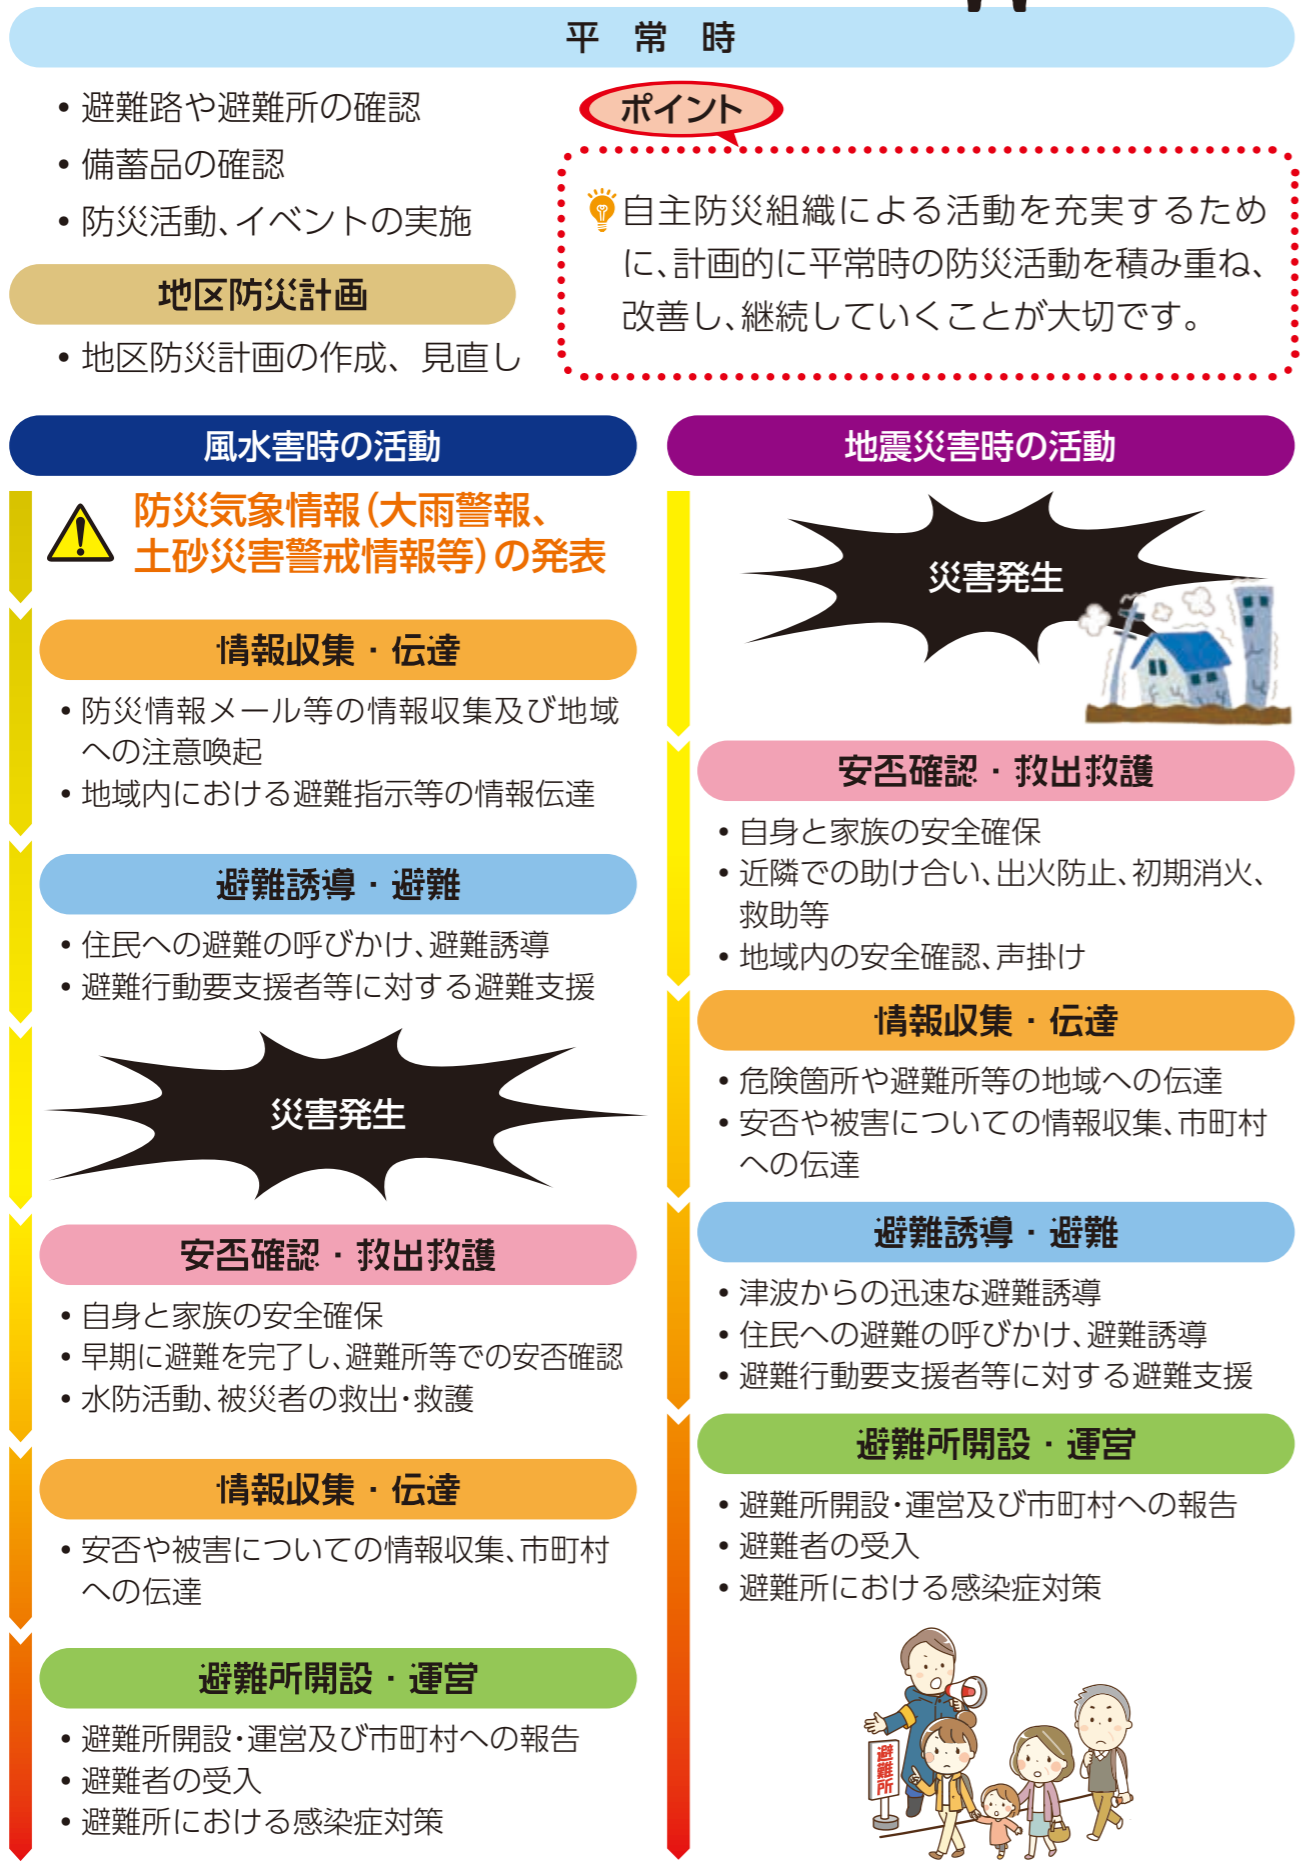 平常時
・避難路や避難所の確認
・備蓄品の確認
・防災活動、イベントの実施
地区防災計画
・地区防災計画の作成、見直し
ポイント
自主防災組織による活動を充実するため
に、計画的に平常時の防災活動を積み重ね、
改善し、継続していくことが大切です。
風水害時の活動
防災気象情報(大雨警報、
土砂災害警戒情報等)の発表
情報収集・伝達
・防災情報メール等の情報収集及び地域
への注意喚起
・地域内における避難指示等の情報伝達
避難誘導・避難
・住民への避難の呼びかけ、避難誘導
・避難行動要支援者等に対する避難支援
災害発生
安否確認・救出救護
・自身と家族の安全確保
・早期に避難を完了し、避難所等での安否確認
・水防活動、被災者の救出・救護
情報収集・伝達
・安否や被害についての情報収集、市町村
への伝達
避難所開設・運営
・避難所開設・運営及び市町村への報告
・避難者の受入
・避難所における感染症対策
地震災害時の活動
災害発生
安否確認・救出救護
・自身と家族の安全確保
・近隣での助け合い、出火防止、初期消火、
救助等
・地域内の安全確認、声掛け
情報収集・伝達
・危険箇所や避難所等の地域への伝達
・安否や被害についての情報収集、市町村
への伝達
避難誘導・避難
・津波からの迅速な避難誘導
・住民への避難の呼びかけ、避難誘導
・避難行動要支援者等に対する避難支援
避難所開設・運営
・避難所開設・運営及び市町村への報告
・避難者の受入
・避難所における感染症対策
避難所